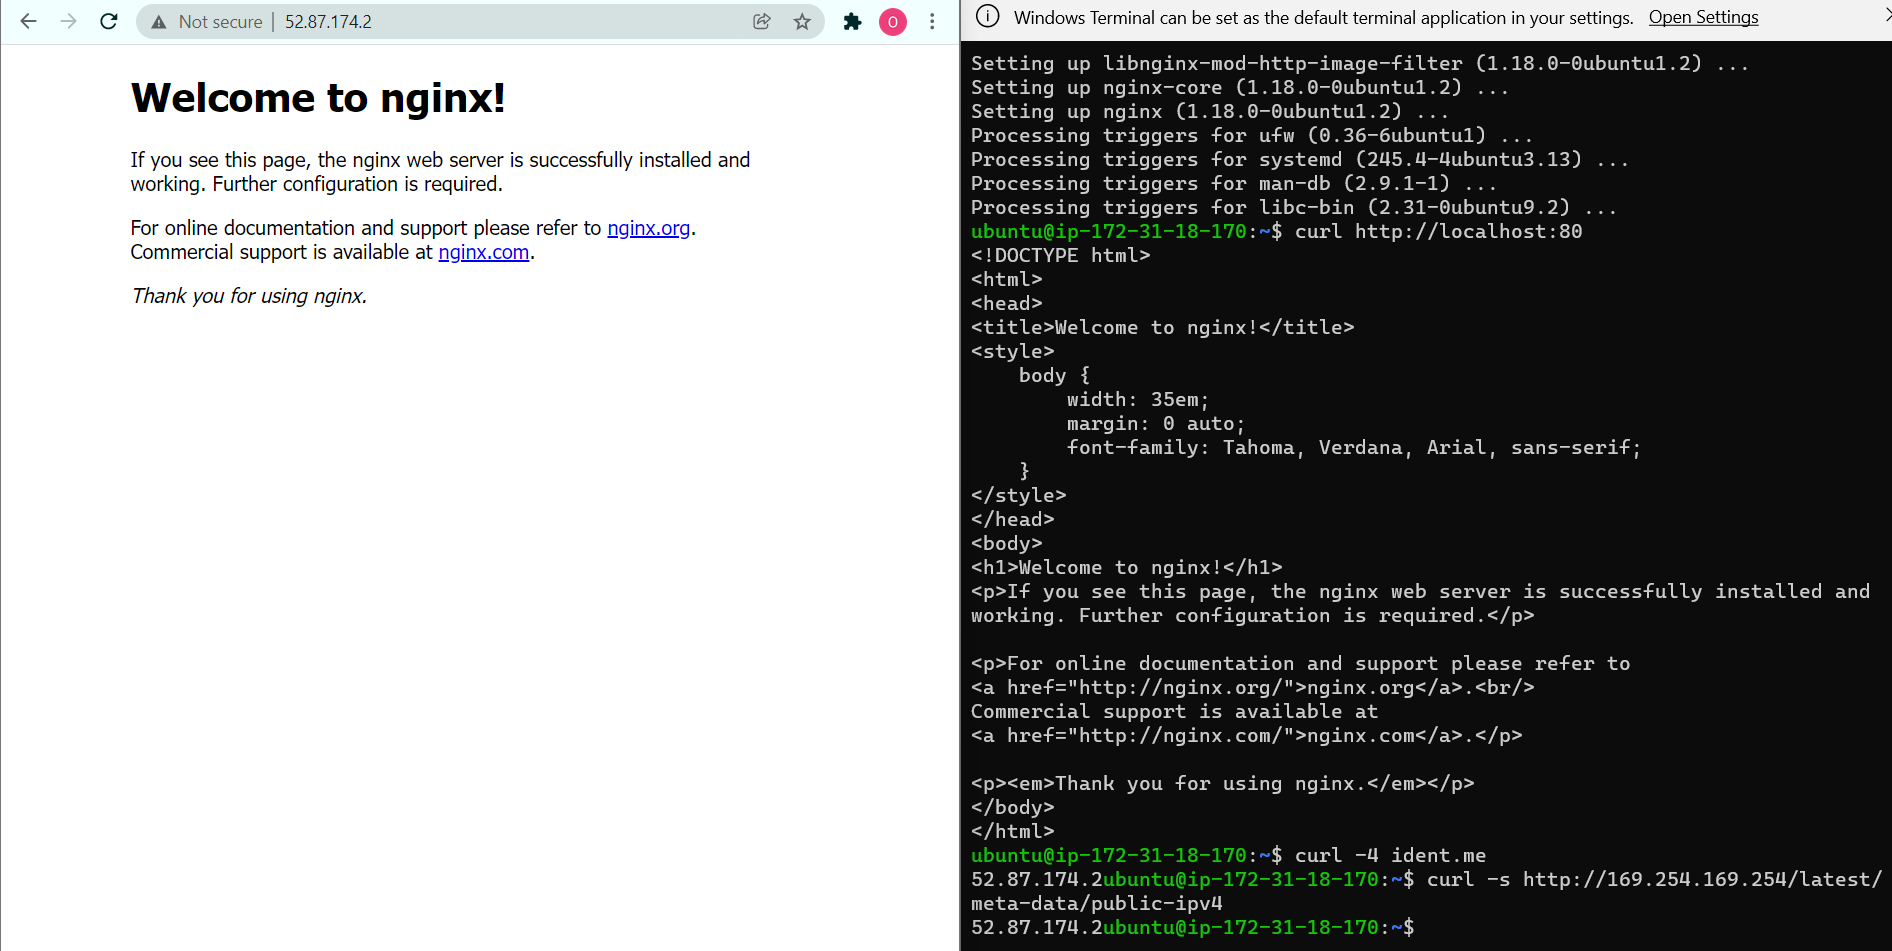 Not secure | 52.87.174.2
O
Welcome to nginx!
If you see this page, the nginx web server is successfully installed and
working. Further configuration is required.
For online documentation and support please refer to nginx.org.
Commercial support is available at nginx.com.
Thank you for using nginx.
Windows Terminal can be set as the default terminal application in your settings. Open Settings
Setting up libnginx-mod-http-image-filter (1.18.0-0ubuntu1.2) ...
Setting up nginx-core (1.18.0-0ubuntu1.2) ...
Setting up nginx (1.18.0-0ubuntu1.2) ...
Processing triggers for ufw (0.36-6ubuntu1) ...
Processing triggers for systemd (245.4-4ubuntu3.13) ...
Processing triggers for man-db (2.9.1-1) ...
Processing triggers for libc-bin (2.31-0ubuntu9.2) ...
ubuntu@ip-172-31-18-170:~$ curl http://localhost:80
<!DOCTYPE html>
<html>
<head>
<title>Welcome to nginx!</title>
<style>
    body {
        width: 35em;
        margin: 0 auto;
        font-family: Tahoma, Verdana, Arial, sans-serif;
    }
</style>
</head>
<body>
<h1>Welcome to nginx!</h1>
<p>If you see this page, the nginx web server is successfully installed and
working. Further configuration is required.</p>
<p>For online documentation and support please refer to
<a href="http://nginx.org/">nginx.org</a>.<br/>
Commercial support is available at
<a href="http://nginx.com/">nginx.com</a>.</p>
<p><em>Thank you for using nginx.</em></p>
</body>
</html>
ubuntu@ip-172-31-18-170:~$ curl -4 ident.me
52.87.174.2ubuntu@ip-172-31-18-170:~$ curl -s http://169.254.169.254/latest/
meta-data/public-ipv4
52.87.174.2ubuntu@ip-172-31-18-170:~$